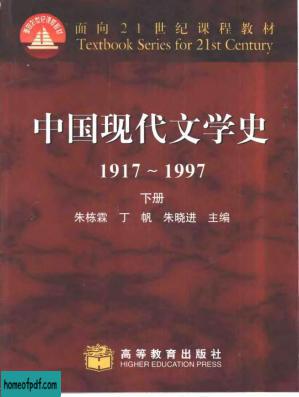 面向21世纪课程教材
Textbook Series for 21st Century
中国现代文学史
1917~1997
下册
朱栋霖 丁帆 朱晓进 主编
高等教育出版社
HIGHER EDUCATION PRESS
homeofpdf.com